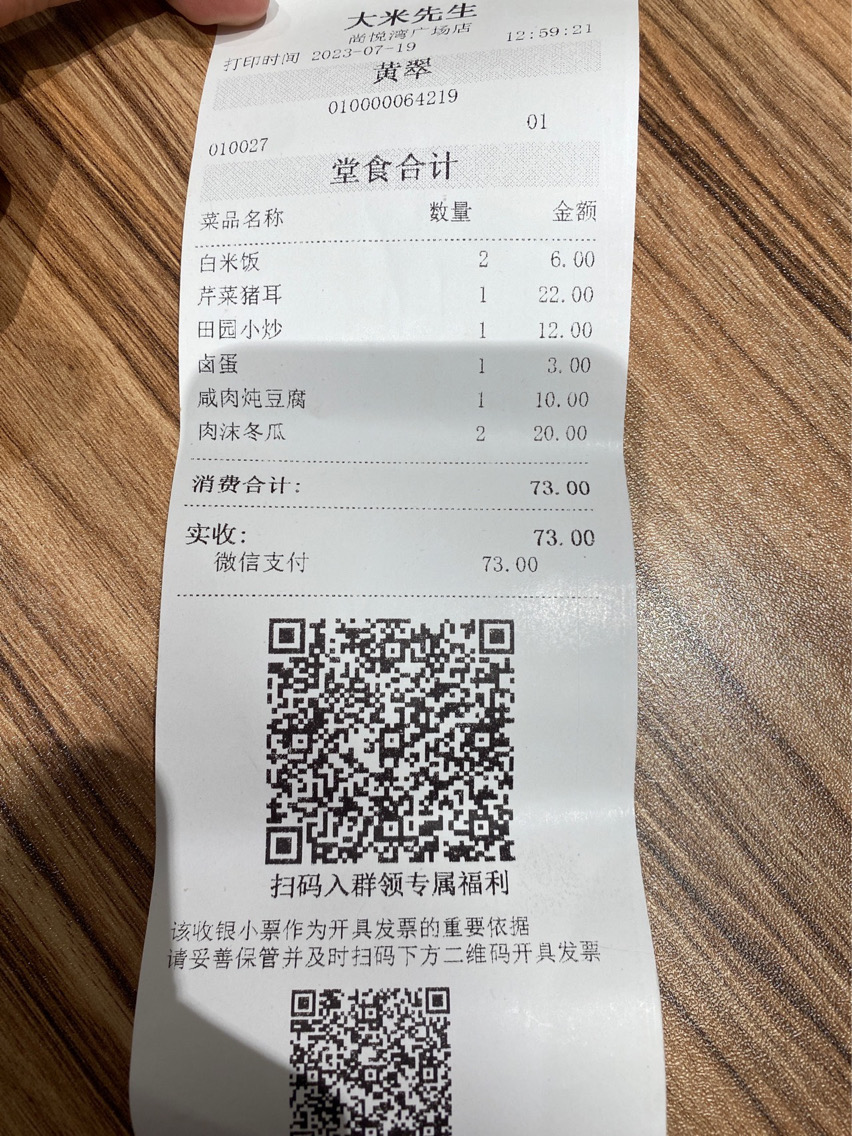 大米先生
尚悦湾广场店
打印时间 2023-07-19 12:59:21
黄翠
010000064219
010027 01
堂食合计
菜品名称 数量 金额
白米饭 2 6.00
芹菜猪耳 1 22.00
田园小炒 1 12.00
卤蛋 1 3.00
咸肉炖豆腐 1 10.00
肉沫冬瓜 2 20.00
消费合计: 73.00
实收: 73.00
微信支付 73.00
扫码入群领专属福利
该收银小票作为开具发票的重要依据
请妥善保管并及时扫码下方二维码开具发票